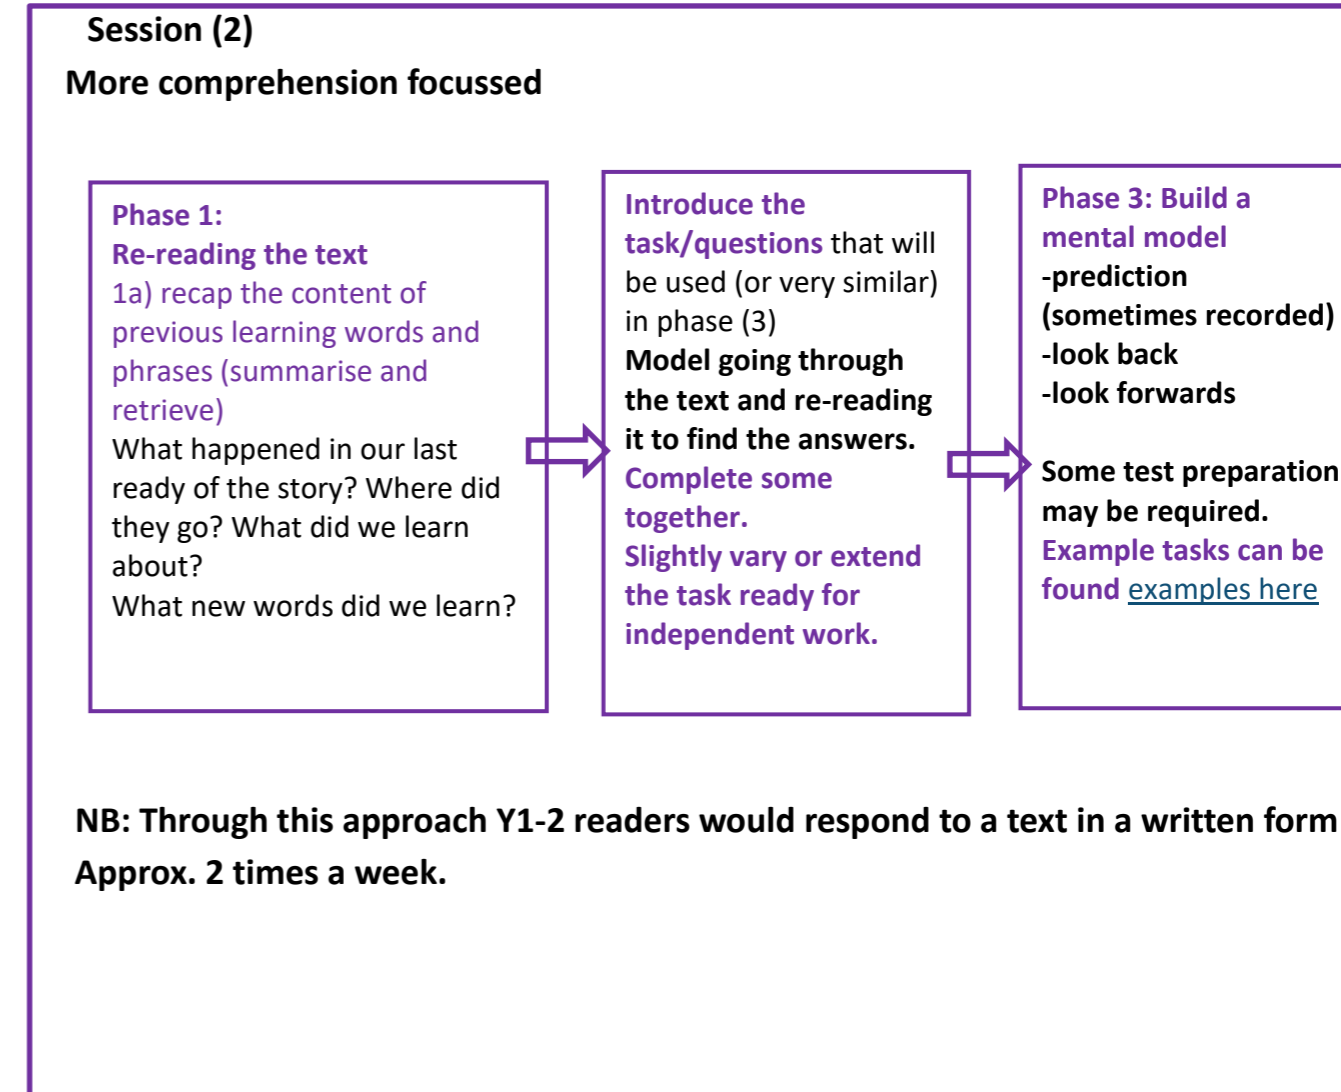 Session (2)
More comprehension focussed
Phase 1:
Re-reading the text
1a) recap the content of
previous learning words and
phrases (summarise and
retrieve)
What happened in our last
ready of the story? Where did
they go? What did we learn
about?
What new words did we learn?
Introduce the
task/questions that will
be used (or very similar)
in phase (3)
Model going through
the text and re-reading
it to find the answers.
Complete some
together.
Slightly vary or extend
the task ready for
independent work.
Phase 3: Build a
mental model
-prediction
(sometimes recorded)
-look back
-look forwards
Some test preparation
may be required.
Example tasks can be
found examples here
NB: Through this approach Y1-2 readers would respond to a text in a written form
Approx. 2 times a week.